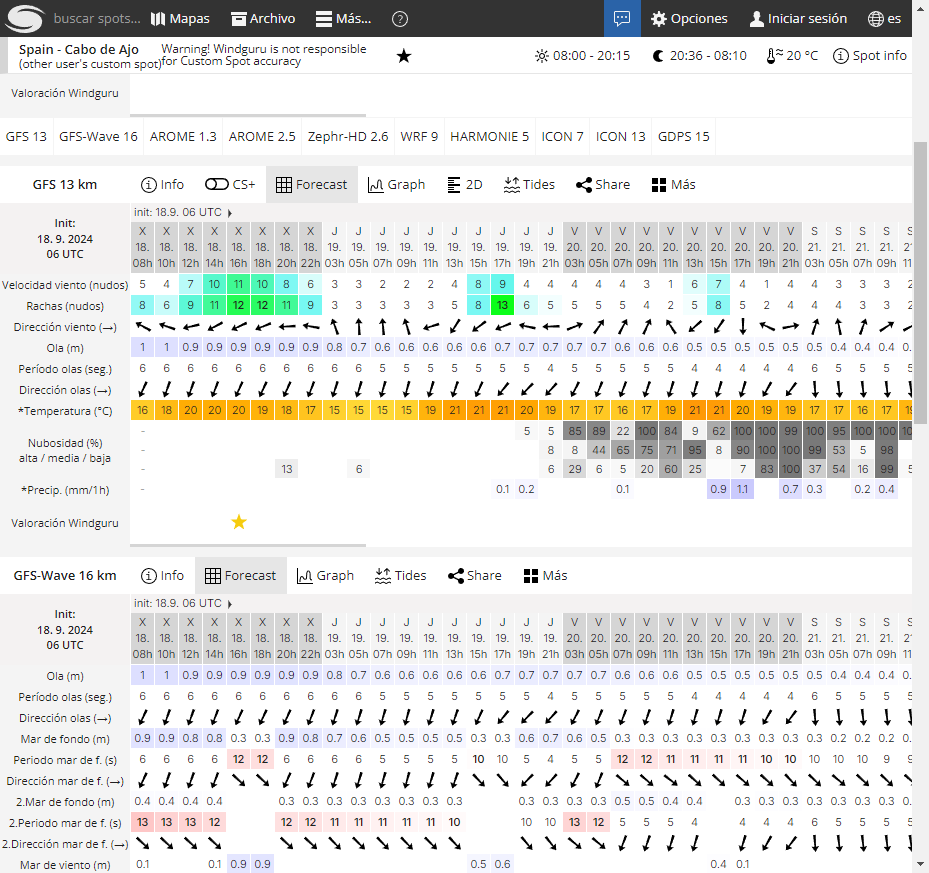 buscar spots... Mapas Archivo Más... ? Opciones Iniciar sesión es
Spain - Cabo de Ajo
(other user's custom spot)
Warning! Windguru is not responsible
for Custom Spot accuracy
08:00 - 20:15 20:36 - 08:10 20 °C Spot info
Valoración Windguru
GFS 13 GFS-Wave 16 AROME 1.3 AROME 2.5 Zephr-HD 2.6 WRF 9 HARMONIE 5 ICON 7 ICON 13 GDPS 15
GFS 13 km Info CS+ Forecast Graph 2D Tides Share Más
init: 18.9. 06 UTC
Init:
18. 9. 2024
06 UTC
X X X X X X X X J J J J J J J J J J V V V V V V V V V V S S S S S
18. 18. 18. 18. 18. 18. 18. 18. 19. 19. 19. 19. 19. 19. 19. 19. 19. 19. 20. 20. 20. 20. 20. 20. 20. 20. 20. 20. 21. 21. 21. 21. 21.
08h 10h 12h 14h 16h 18h 20h 22h 03h 05h 07h 09h 11h 13h 15h 17h 19h 21h 03h 05h 07h 09h 11h 13h 15h 17h 19h 21h 03h 05h 07h 09h 11
Velocidad viento (nudos) 5 4 7 10 11 10 8 6 3 3 2 2 2 4 8 9 4 4 4 4 4 3 1 6 7 4 1 2 4 4 3 3 2
Rachas (nudos) 8 6 9 11 12 12 11 9 3 3 3 3 3 5 8 13 6 5 5 5 5 4 2 5 8 5 2 4 4 4 3 3 2
Dirección viento (→)
Ola (m) 1 1 0.9 0.9 0.9 0.9 0.9 0.9 0.8 0.7 0.6 0.6 0.6 0.6 0.6 0.7 0.7 0.7 0.7 0.7 0.6 0.6 0.6 0.5 0.5 0.5 0.5 0.5 0.5 0.4 0.4 0.4 0.
Período olas (seg.) 6 6 6 6 6 6 6 6 6 6 5 5 5 5 5 5 5 4 5 5 5 5 5 4 4 4 4 4 6 5 5 5 5
Dirección olas (→)
*Temperatura (°C) 16 18 20 20 20 19 18 17 15 15 15 15 19 21 21 21 20 19 17 17 16 17 19 21 21 20 19 19 17 17 16 17 19
Nubosidad (%)
alta / media / baja
- 5 5 85 89 22 100 84 9 62 100 100 99 100 95 100 100 10
- 8 8 44 65 75 71 95 8 90 100 100 99 53 5 98
- 13 6 6 29 6 5 20 60 25 7 83 100 37 54 16 99 5
*Precip. (mm/1h) - 0.1 0.2 0.1 0.9 1.1 0.7 0.3 0.2 0.4
Valoración Windguru
GFS-Wave 16 km Info Forecast Graph Tides Share Más
init: 18.9. 06 UTC
Init:
18. 9. 2024
06 UTC
X X X X X X X X J J J J J J J J J J V V V V V V V V V V S S S S S
18. 18. 18. 18. 18. 18. 18. 18. 19. 19. 19. 19. 19. 19. 19. 19. 19. 19. 20. 20. 20. 20. 20. 20. 20. 20. 20. 20. 21. 21. 21. 21. 21.
08h 10h 12h 14h 16h 18h 20h 22h 03h 05h 07h 09h 11h 13h 15h 17h 19h 21h 03h 05h 07h 09h 11h 13h 15h 17h 19h 21h 03h 05h 07h 09h 11
Ola (m) 1 1 0.9 0.9 0.9 0.9 0.9 0.9 0.8 0.7 0.6 0.6 0.6 0.6 0.6 0.7 0.7 0.7 0.7 0.7 0.6 0.6 0.6 0.5 0.5 0.5 0.5 0.5 0.5 0.4 0.4 0.4 0.
Período olas (seg.) 6 6 6 6 6 6 6 6 6 6 5 5 5 5 5 5 5 4 5 5 5 5 5 4 4 4 4 4 6 5 5 5 5
Dirección olas (→)
Mar de fondo (m) 0.9 0.9 0.8 0.8 0.3 0.3 0.9 0.8 0.7 0.6 0.5 0.5 0.5 0.5 0.3 0.3 0.6 0.7 0.6 0.5 0.3 0.3 0.3 0.3 0.3 0.3 0.3 0.3 0.3 0.2 0.2 0.2 0.
Periodo mar de f. (s) 6 6 6 6 12 12 6 6 6 6 5 5 5 5 10 10 5 4 5 5 12 12 11 11 11 11 10 10 10 10 10 9 9
Dirección mar de f. (→)
2.Mar de fondo (m) 0.4 0.4 0.4 0.4 0.3 0.3 0.3 0.3 0.3 0.3 0.3 0.3 0.3 0.3 0.3 0.3 0.5 0.5 0.4 0.4 0.3 0.3 0.3 0.3 0.3 0.3 0.3 0.
2.Periodo mar de f. (s) 13 13 13 12 12 12 11 11 11 11 11 10 10 10 13 12 5 5 5 4 4 4 4 6 5 5 5 5
2.Dirección mar de f. (→)
Mar de viento (m) 0.1 0.1 0.9 0.9 0.5 0.6 0.4 0.1